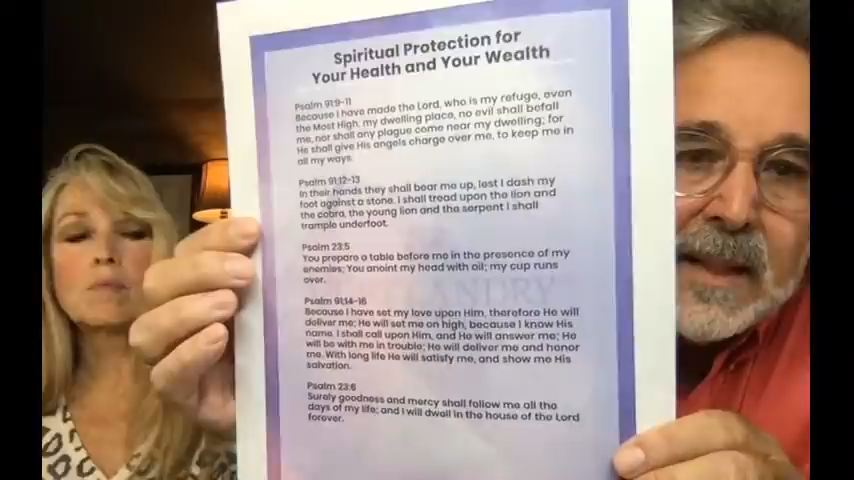 Spiritual Protection for
Your Health and Your Wealth
Psalm 91:9-11
Because I have made the Lord, who is my refuge, even
the Most High, my dwelling place, no evil shall befall
me, nor shall any plague come near my dwelling; for
He shall give His angels charge over me, to keep me in
all my ways.
Psalm 91:12-13
In their hands they shall bear me up, lest I dash my
foot against a stone. I shall tread upon the lion and
the cobra, the young lion and the serpent I shall
trample underfoot.
Psalm 23:5
You prepare a table before me in the presence of my
enemies; You anoint my head with oil; my cup runs
over.
Psalm 91:14-16
Because I have set my love upon Him, therefore He will
deliver me; He will set me on high, because I know His
name. I shall call upon Him, and He will answer me; He
will be with me in trouble; He will deliver me and honor
me. With long life He will satisfy me, and show me His
salvation.
Psalm 23:6
Surely goodness and mercy shall follow me all the
days of my life; and I will dwell in the house of the Lord
forever.